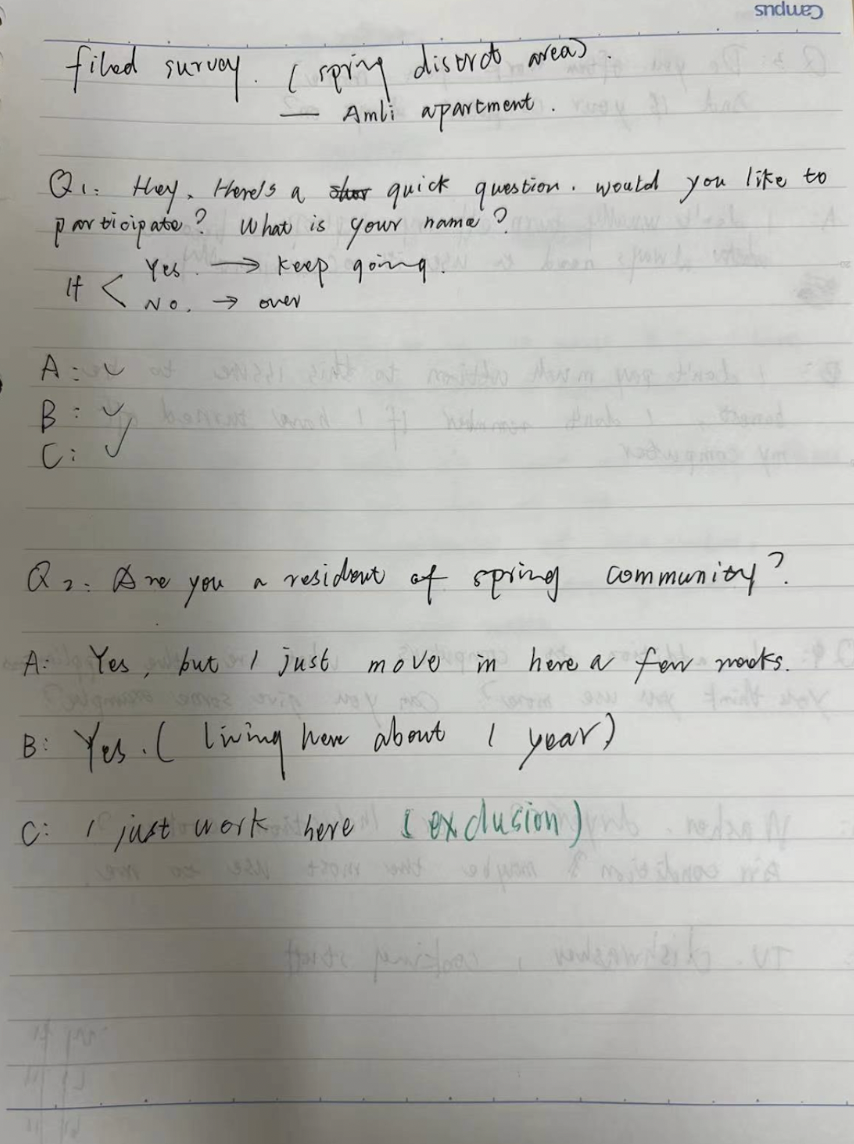 Campus
filed survey. ( spring district area).
— Amli apartment.
Q1: Hey, Here's a quick question. would you like to
participate? What is your name?
If < Yes. → keep going.
No. → over
A: ✓
B: ✓
C: ✓
Q2: Are you a resident of spring community?
A: Yes, but I just move in here a few weeks.
B: Yes. ( living here about 1 year)
C: I just work here (exclusion)